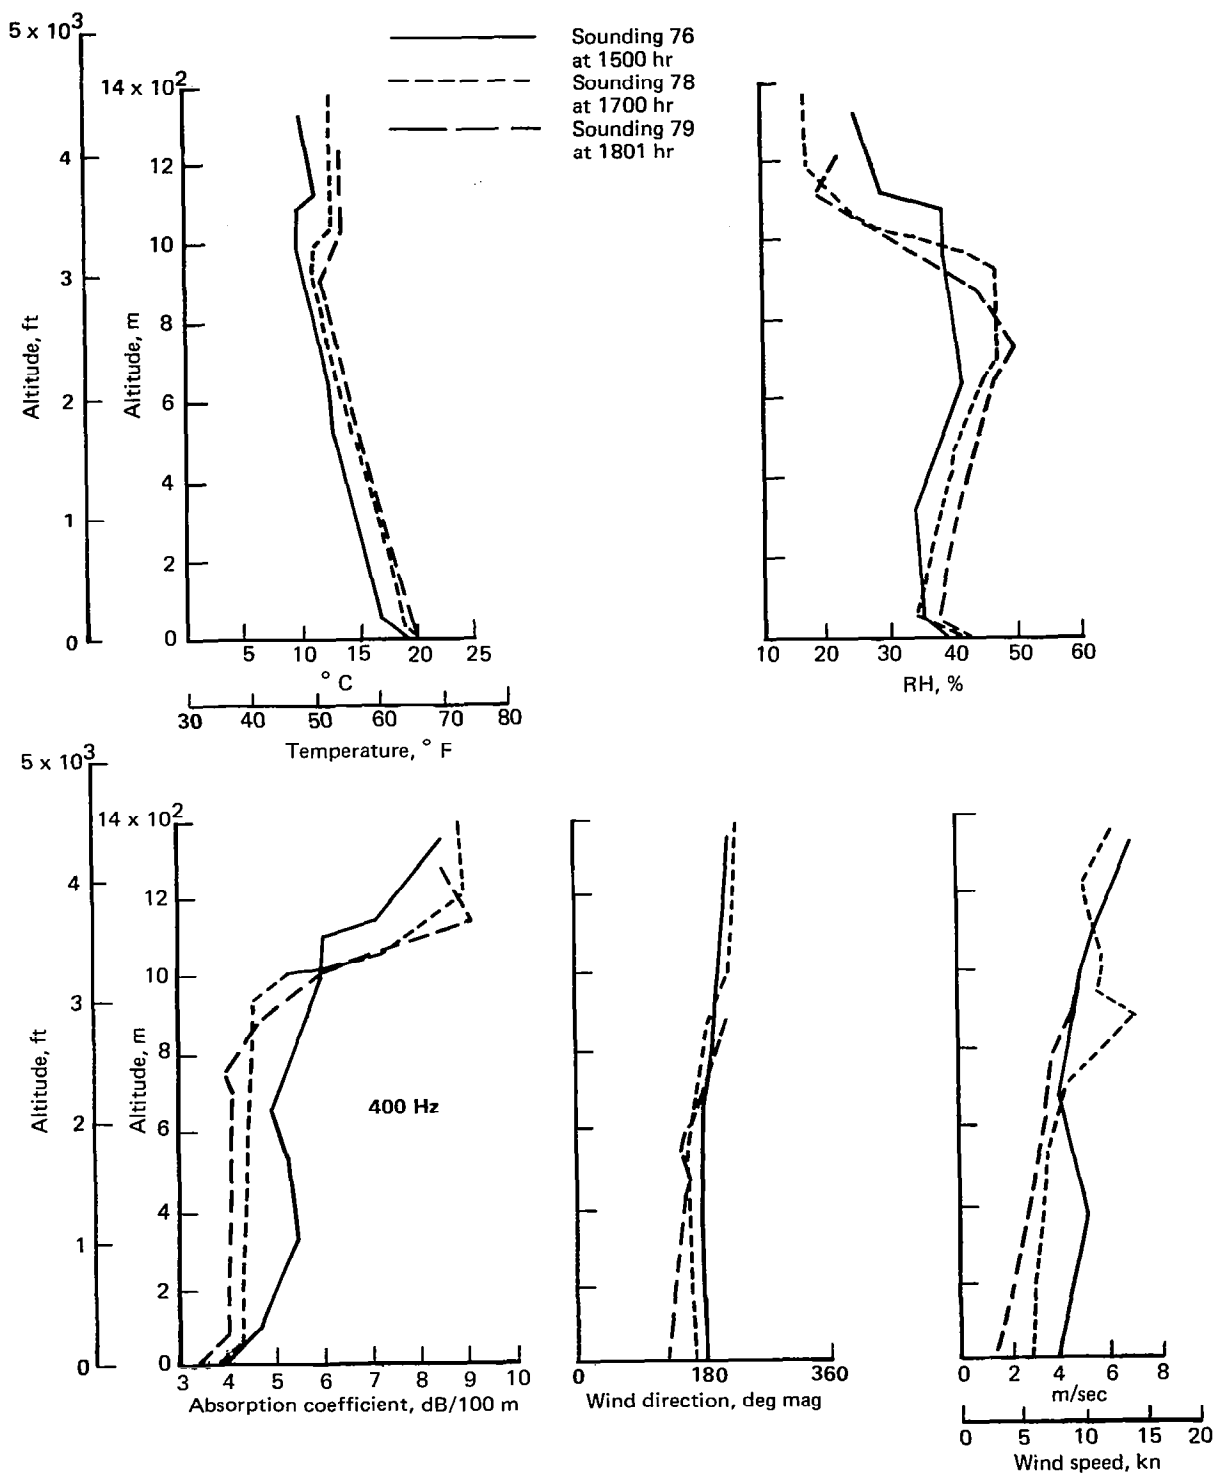 5 x 10³
Sounding 76
at 1500 hr
Sounding 78
at 1700 hr
Sounding 79
at 1801 hr
14 x 10²
4
12
10
3
8
Altitude, ft
Altitude, m
2
6
4
1
2
0
0
5 10 15 20 25
° C
30 40 50 60 70 80
Temperature, ° F
10 20 30 40 50 60
RH, %
5 x 10³
14 x 10²
4
12
10
3
8
Altitude, ft
Altitude, m
400 Hz
2
6
4
1
2
0
0
3 4 5 6 7 8 9 10
Absorption coefficient, dB/100 m
0 180 360
Wind direction, deg mag
0 2 4 6 8
m/sec
0 5 10 15 20
Wind speed, kn